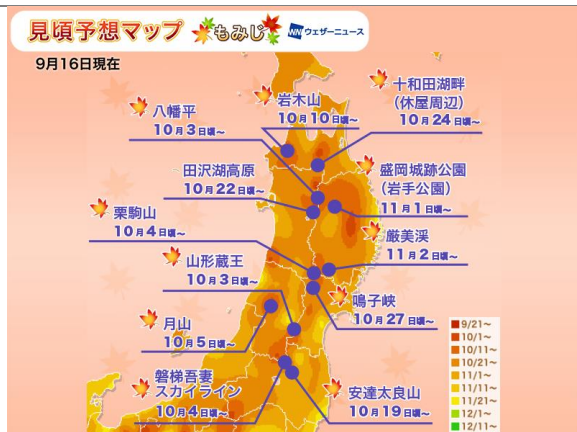 見頃予想マップ
もみじ
WN ウェザーニュース
9月16日現在
岩木山
10月10日頃～
十和田湖畔
(休屋周辺)
10月24日頃～
八幡平
10月3日頃～
田沢湖高原
10月22日頃～
盛岡城跡公園
(岩手公園)
11月1日頃～
栗駒山
10月4日頃～
厳美渓
11月2日頃～
山形蔵王
10月3日頃～
鳴子峡
10月27日頃～
月山
10月5日頃～
磐梯吾妻
スカイライン
10月4日頃～
安達太良山
10月19日頃～
9/21～
10/1～
10/11～
10/21～
11/1～
11/11～
11/21～
12/1～
12/11～